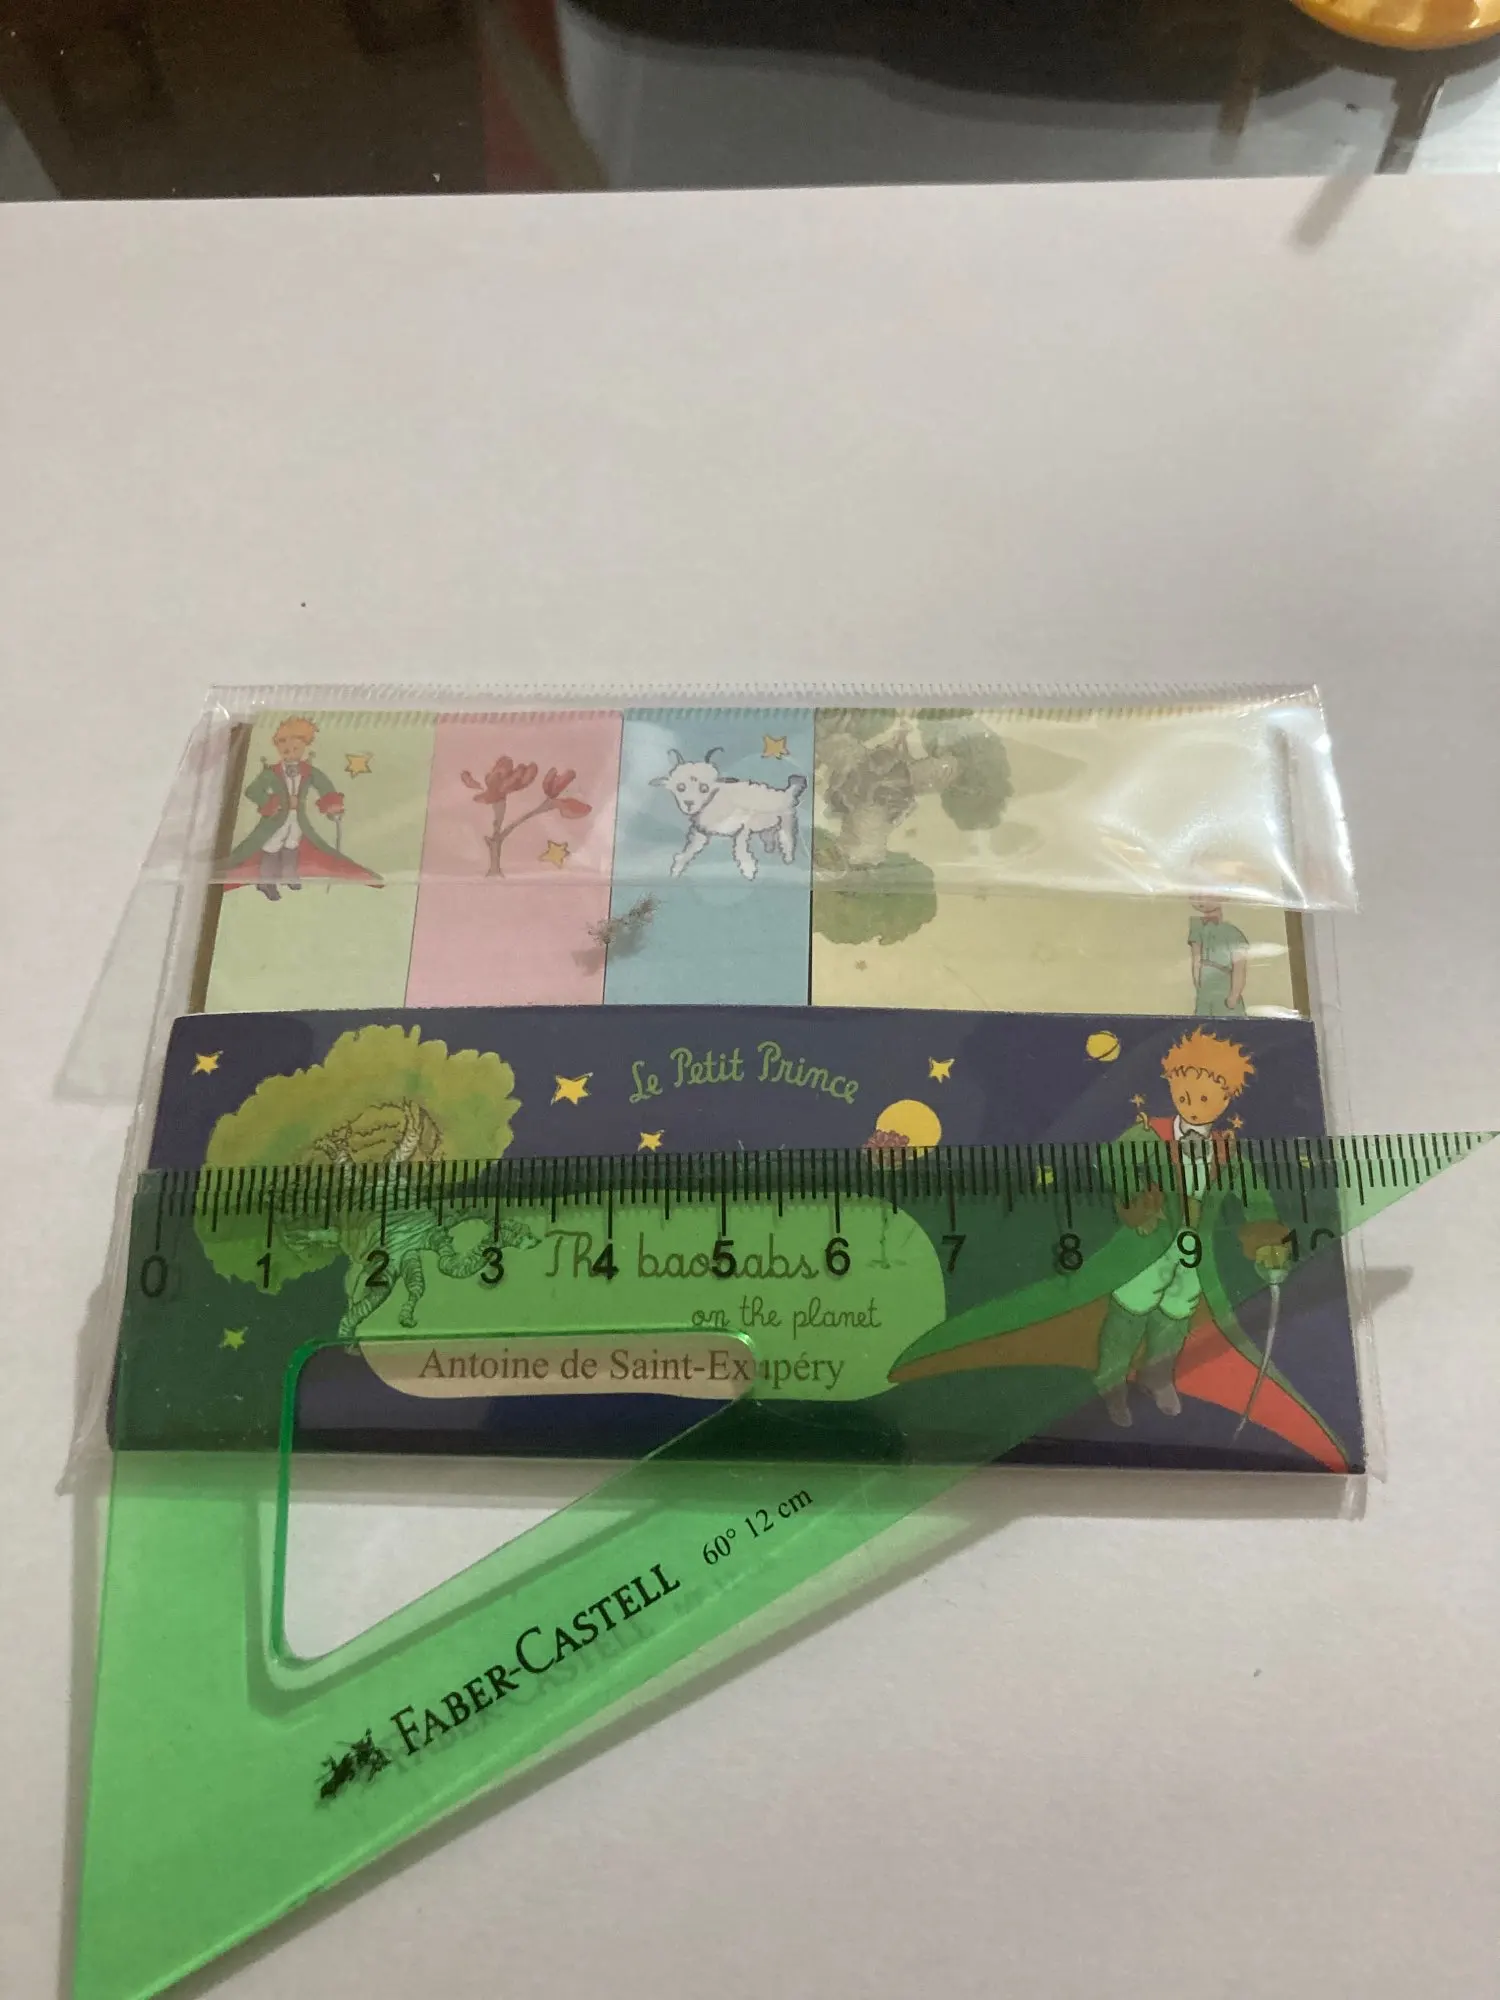 Le Petit Prince
0 1 2 3 4 5 6 7 8 9 10
The baobabs
on the planet
Antoine de Saint-Exupéry
60° 12 cm
FABER-CASTELL